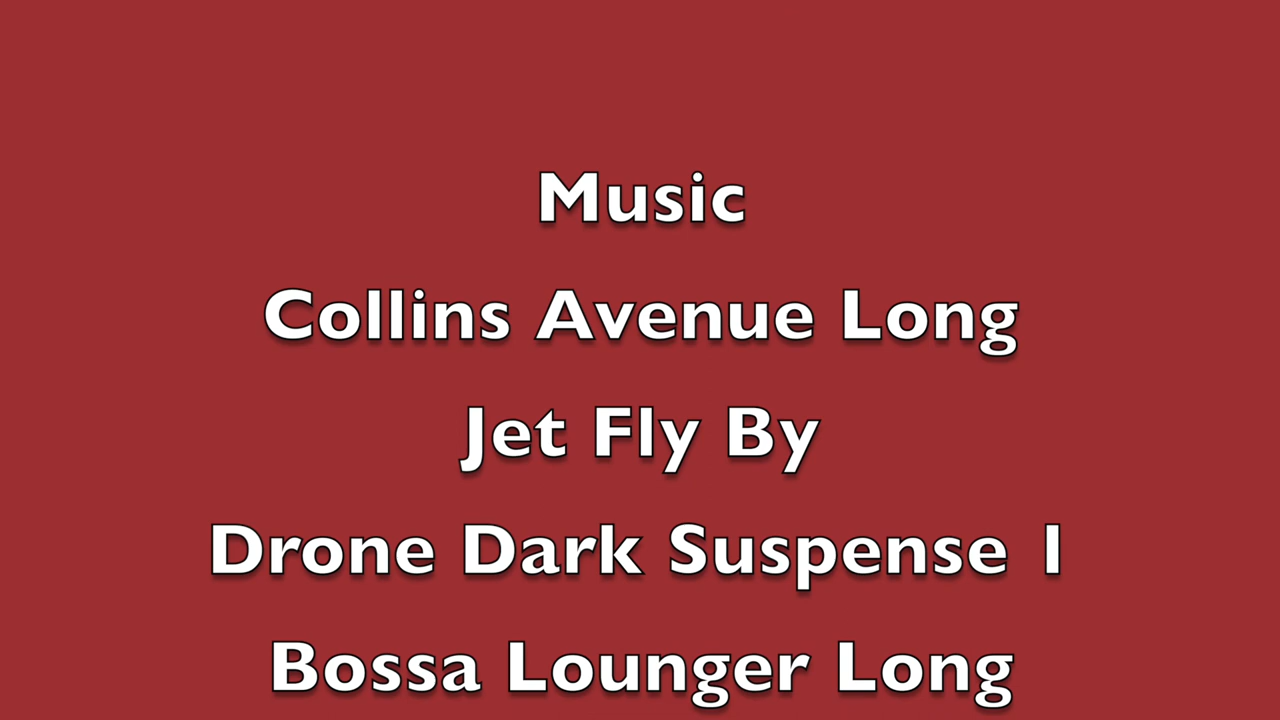 Music
Collins Avenue Long
Jet Fly By
Drone Dark Suspense 1
Bossa Lounger Long